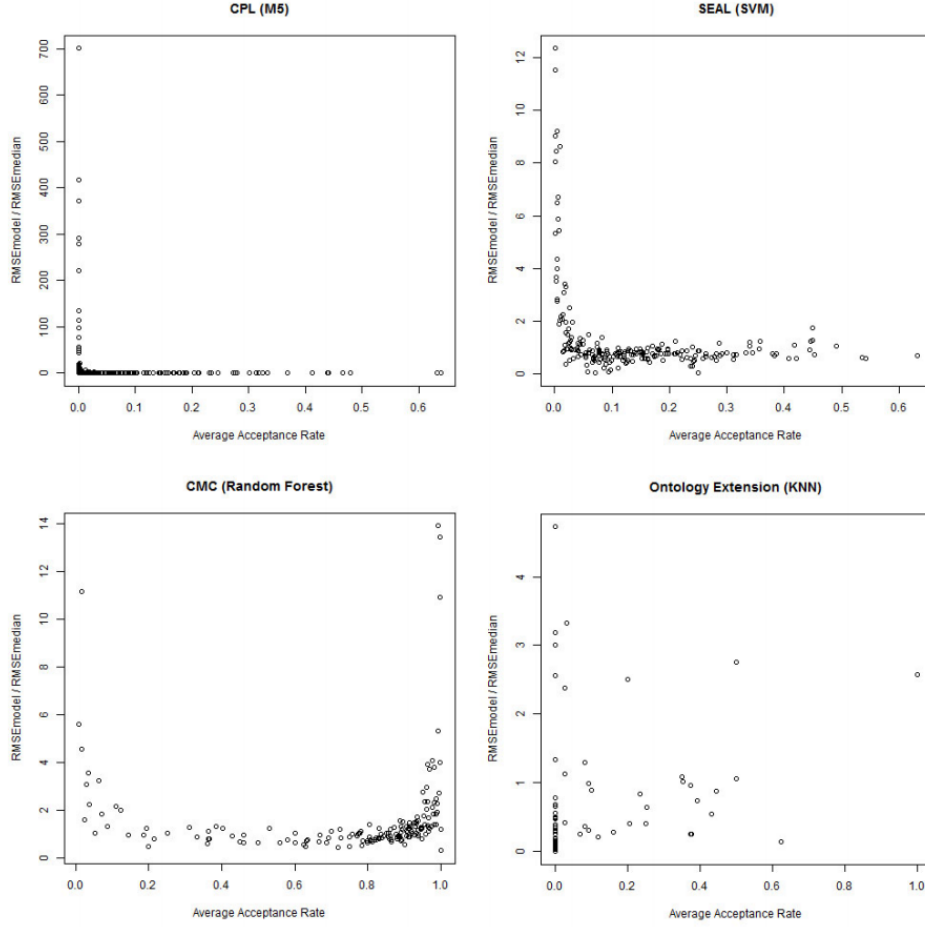 CPL (M5)
RMSEmodel / RMSEmedian
700
600
500
400
300
200
100
0
0.0 0.1 0.2 0.3 0.4 0.5 0.6
Average Acceptance Rate
SEAL (SVM)
RMSEmodel / RMSEmedian
12
10
8
6
4
2
0
0.0 0.1 0.2 0.3 0.4 0.5 0.6
Average Acceptance Rate
CMC (Random Forest)
RMSEmodel / RMSEmedian
14
12
10
8
6
4
2
0
0.0 0.2 0.4 0.6 0.8 1.0
Average Acceptance Rate
Ontology Extension (KNN)
RMSEmodel / RMSEmedian
4
3
2
1
0
0.0 0.2 0.4 0.6 0.8 1.0
Average Acceptance Rate